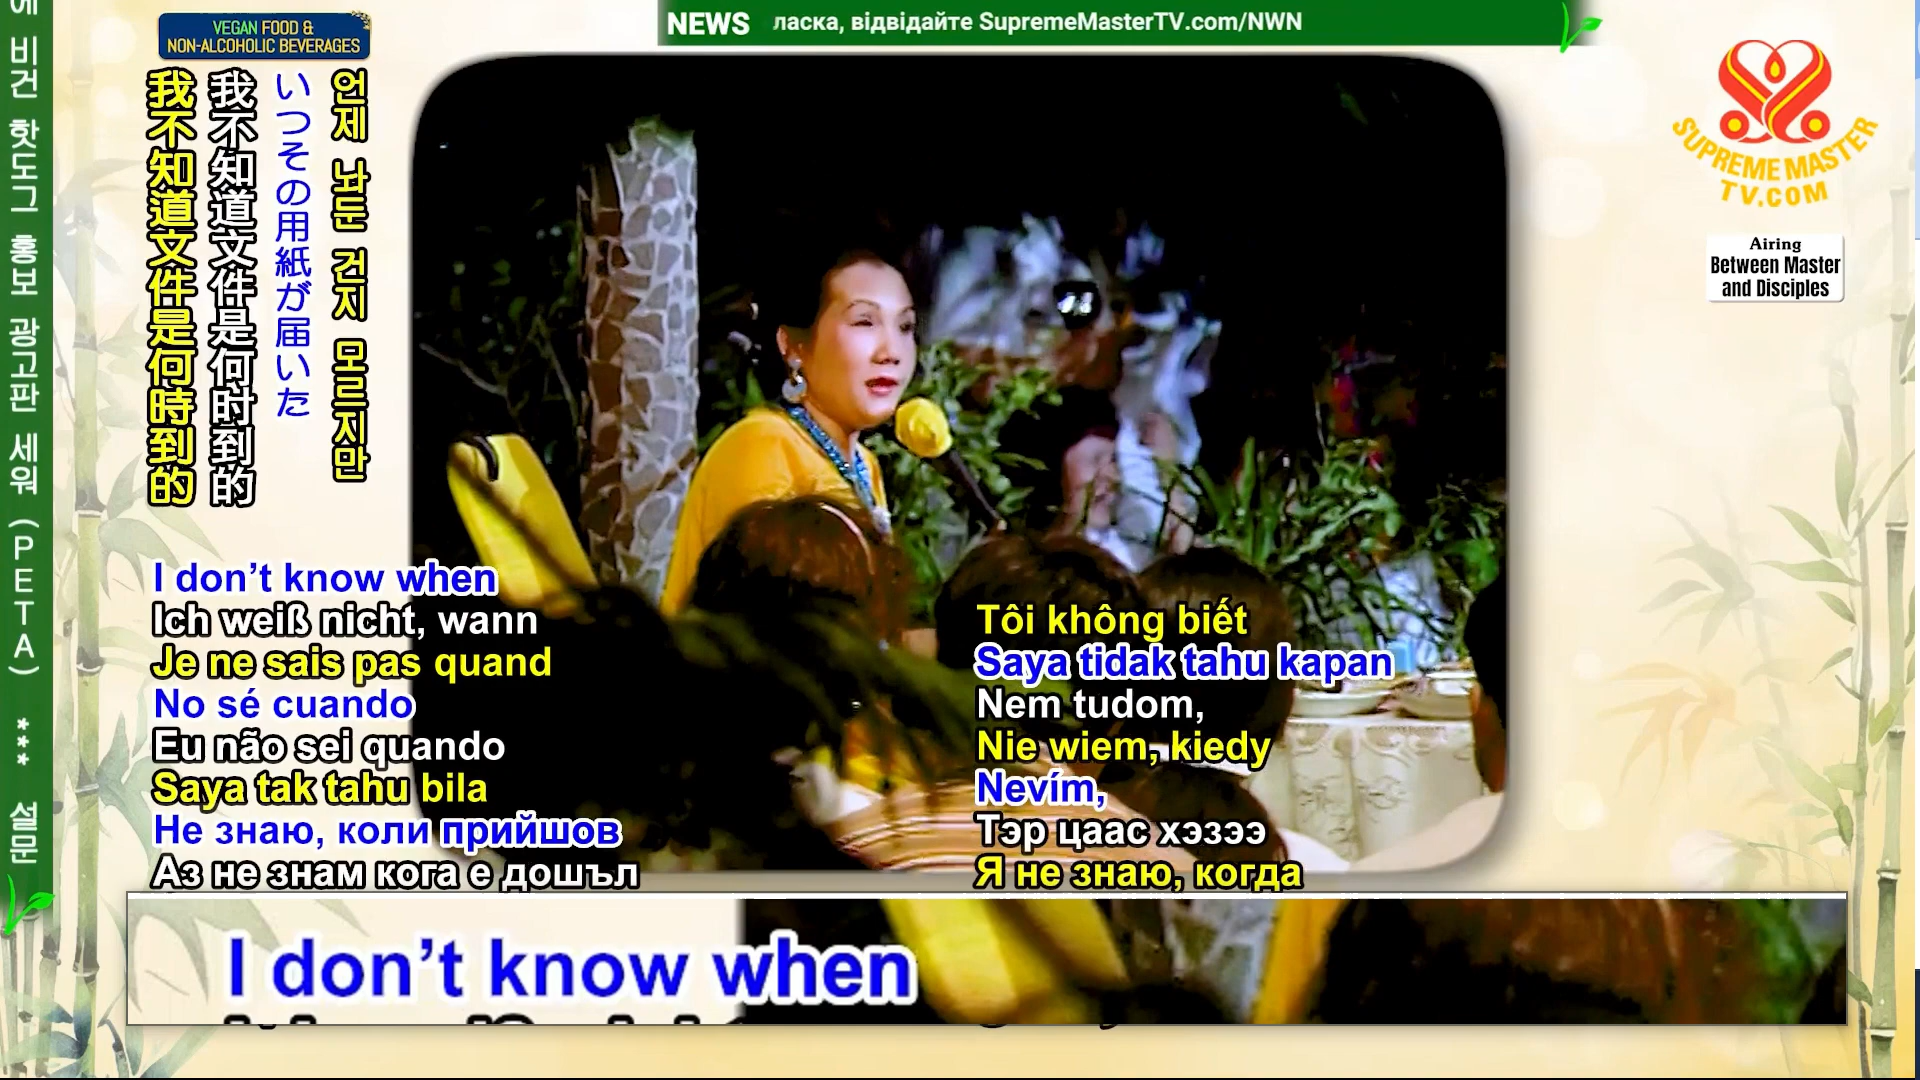 에 비건 핫도그 홍보 광고판 세워 (PETA) *** 설문
VEGAN FOOD &
NON-ALCOHOLIC BEVERAGES
NEWS
ласка, відвідайте SupremeMasterTV.com/NWN
SUPREME MASTER
TV.COM
Airing
Between Master
and Disciples
언제 놔둔 건지 모르지만
いつその用紙が届いた
我不知道文件是何时到的
我不知道文件是何時到的
I don’t know when
Ich weiß nicht, wann
Je ne sais pas quand
No sé cuando
Eu não sei quando
Saya tak tahu bila
Не знаю, коли прийшов
Аз не знам кога е дошъл
Tôi không biết
Saya tidak tahu kapan
Nem tudom,
Nie wiem, kiedy
Nevím,
Тэр цаас хэзээ
Я не знаю, когда
I don’t know when